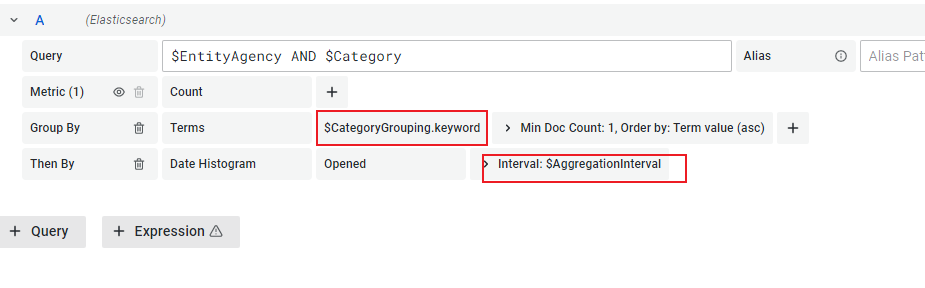 A (Elasticsearch)
Query $EntityAgency AND $Category Alias Alias Pat
Metric (1) Count +
Group By Terms $CategoryGrouping.keyword > Min Doc Count: 1, Order by: Term value (asc) +
Then By Date Histogram Opened > Interval: $AggregationInterval
+ Query + Expression